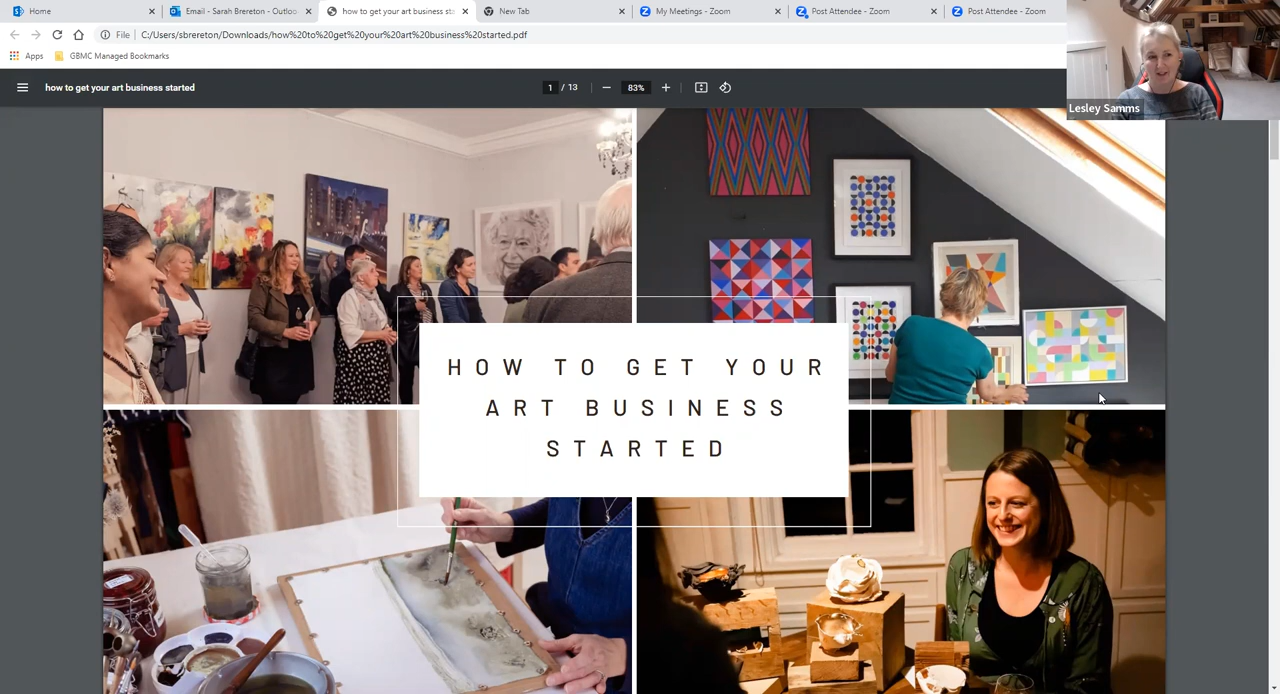 Home
Email - Sarah Brereton - Outloo
how to get your art business sta
New Tab
My Meetings - Zoom
Post Attendee - Zoom
Post Attendee - Zoom
File
C:/Users/sbrereton/Downloads/how%20to%20get%20your%20art%20business%20started.pdf
Apps
GBMC Managed Bookmarks
how to get your art business started
1 / 13
83%
Lesley Samms
HOW TO GET YOUR
ART BUSINESS
STARTED